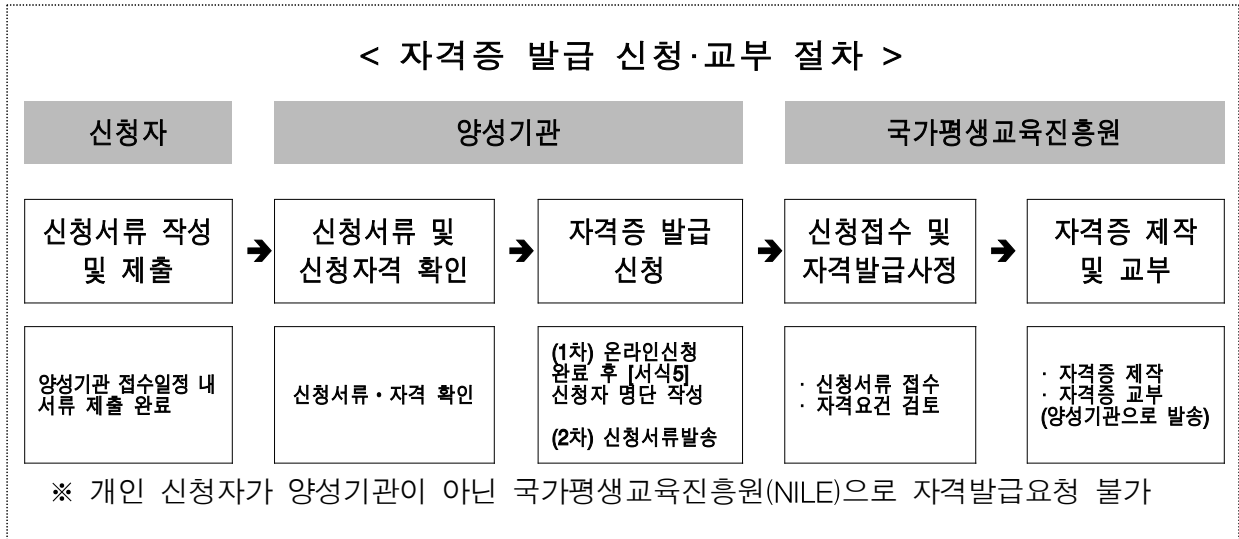 < 자격증 발급 신청·교부 절차 >
신청자
양성기관
국가평생교육진흥원
신청서류 작성
및 제출
➔
신청서류 및
신청자격 확인
➔
자격증 발급
신청
➔
신청접수 및
자격발급사정
➔
자격증 제작
및 교부
양성기관 접수일정 내
서류 제출 완료
신청서류·자격 확인
(1차) 온라인신청
완료 후 [서식5]
신청자 명단 작성
(2차) 신청서류발송
· 신청서류 접수
· 자격요건 검토
· 자격증 제작
· 자격증 교부
(양성기관으로 발송)
※ 개인 신청자가 양성기관이 아닌 국가평생교육진흥원(NILE)으로 자격발급요청 불가